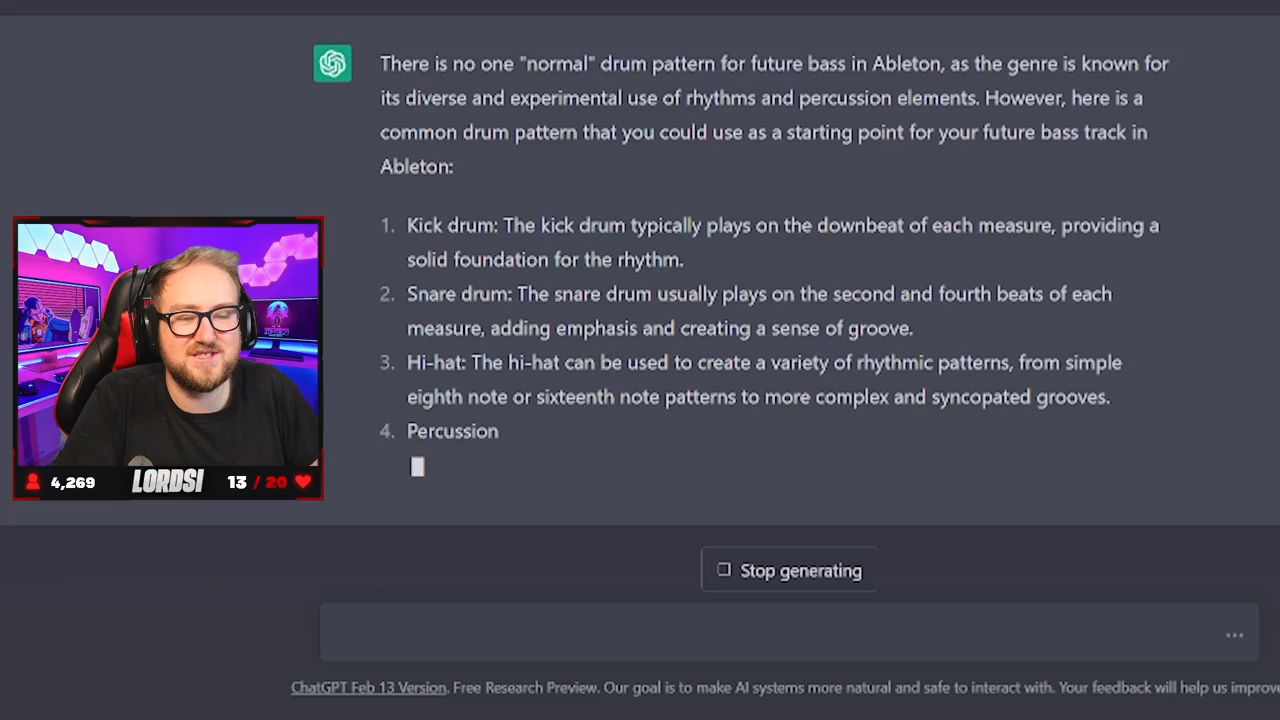 There is no one "normal" drum pattern for future bass in Ableton, as the genre is known for
its diverse and experimental use of rhythms and percussion elements. However, here is a
common drum pattern that you could use as a starting point for your future bass track in
Ableton:
1. Kick drum: The kick drum typically plays on the downbeat of each measure, providing a
solid foundation for the rhythm.
2. Snare drum: The snare drum usually plays on the second and fourth beats of each
measure, adding emphasis and creating a sense of groove.
3. Hi-hat: The hi-hat can be used to create a variety of rhythmic patterns, from simple
eighth note or sixteenth note patterns to more complex and syncopated grooves.
4. Percussion
4,269 LORDSI 13 / 20
Stop generating
ChatGPT Feb 13 Version. Free Research Preview. Our goal is to make AI systems more natural and safe to interact with. Your feedback will help us improve